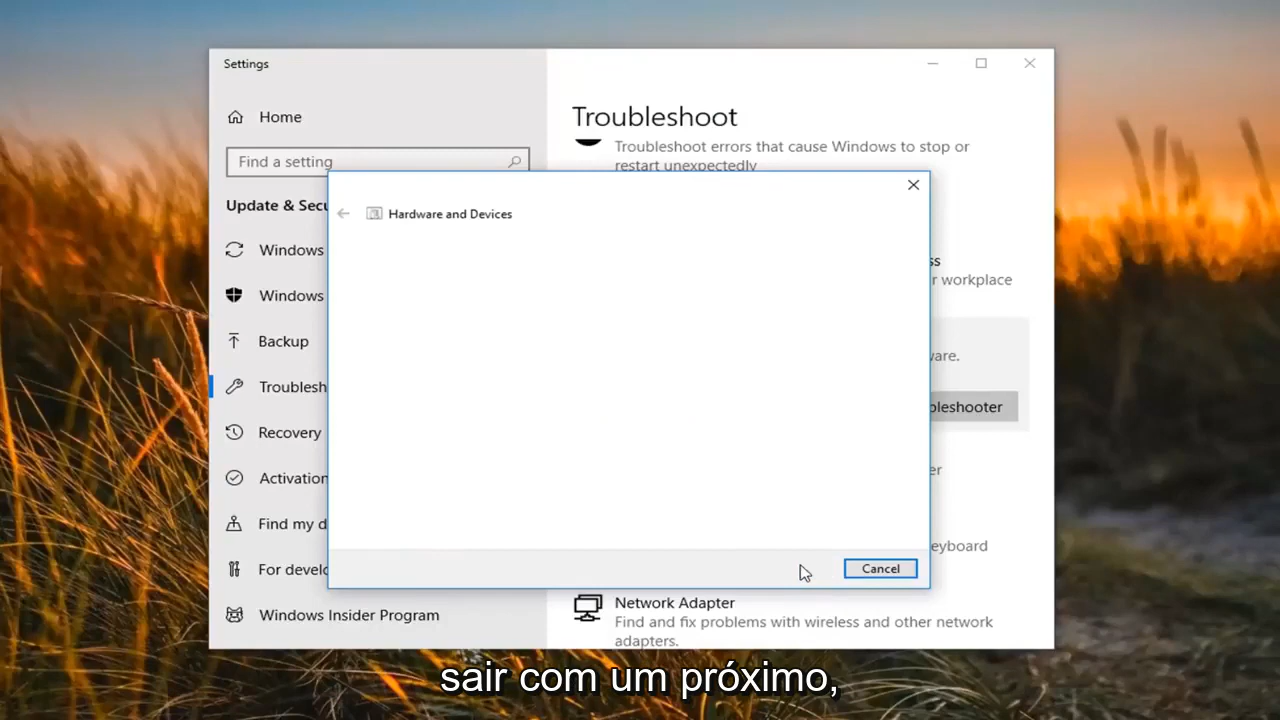 Settings
Home
Find a setting
Update & Secu
Windows
Windows
Backup
Troublesh
Recovery
Activation
Find my d
For develo
Windows Insider Program
Troubleshoot
Troubleshoot errors that cause Windows to stop or
restart unexpectedly
Hardware and Devices
ss
r workplace
ware.
bleshooter
er
eyboard
Cancel
Network Adapter
Find and fix problems with wireless and other network
adapters.
sair com um próximo,